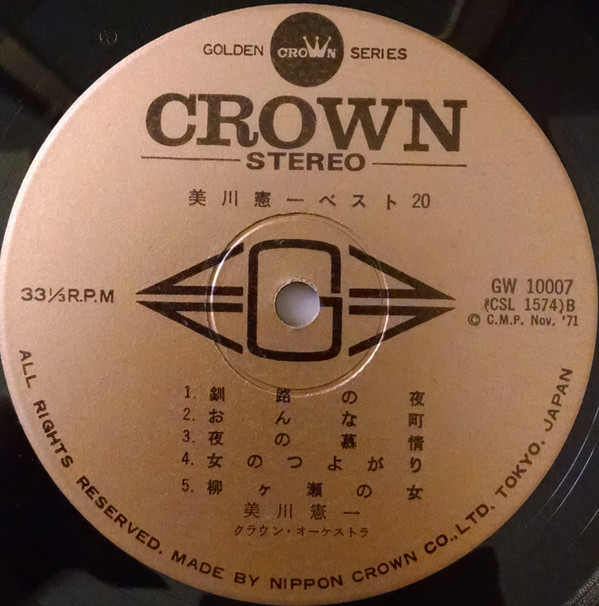 GOLDEN CROWN SERIES
CROWN
STEREO
美川憲一ベスト20
33⅓R.P.M
GW 10007
(CSL 1574)B
© C.M.P. Nov. '71
G
1. 釧路の夜
2. おんな町
3. 夜の慕情
4. 女のつよがり
5. 柳ヶ瀬の女
美川憲一
クラウン・オーケストラ
ALL RIGHTS RESERVED. MADE BY NIPPON CROWN CO.,LTD. TOKYO. JAPAN